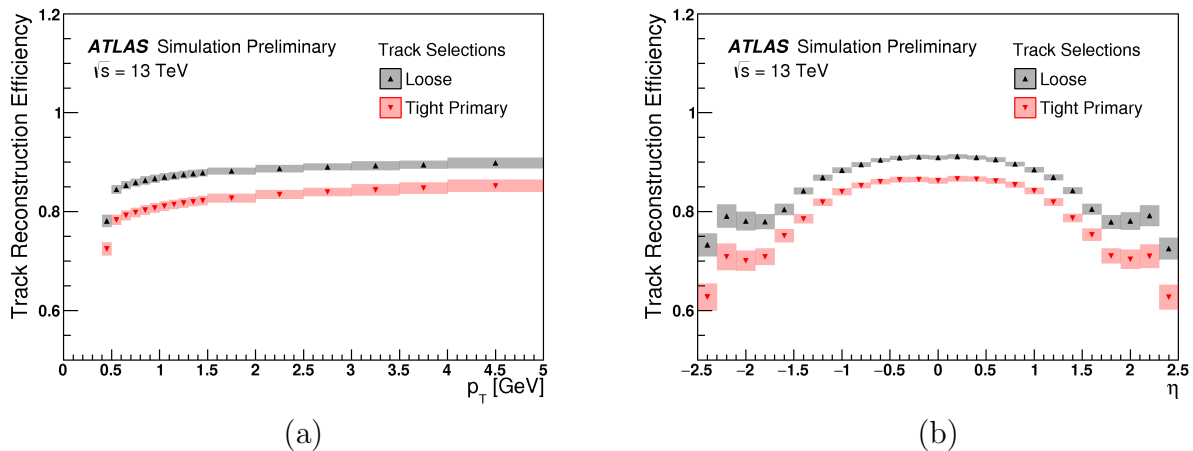 Track Reconstruction Efficiency
1.2
1
0.8
0.6
ATLAS Simulation Preliminary
√s = 13 TeV
Track Selections
Loose
Tight Primary
0 0.5 1 1.5 2 2.5 3 3.5 4 4.5 5
p_T [GeV]
(a)
Track Reconstruction Efficiency
1.2
1
0.8
0.6
ATLAS Simulation Preliminary
√s = 13 TeV
Track Selections
Loose
Tight Primary
−2.5 −2 −1.5 −1 −0.5 0 0.5 1 1.5 2 2.5
η
(b)